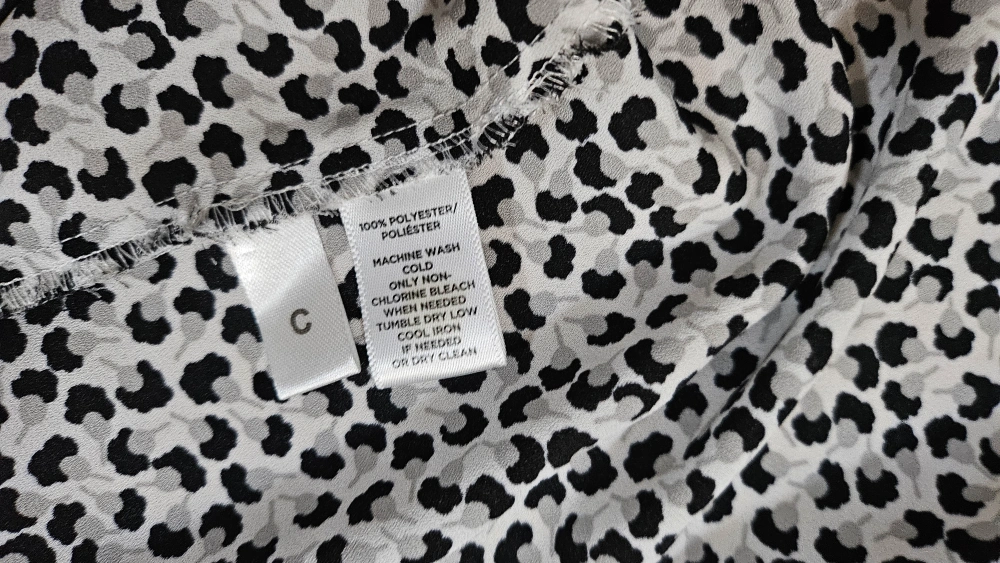 C
100% POLYESTER/
POLIÉSTER
MACHINE WASH
COLD
ONLY NON-
CHLORINE BLEACH
WHEN NEEDED
TUMBLE DRY LOW
COOL IRON
IF NEEDED
OR DRY CLEAN